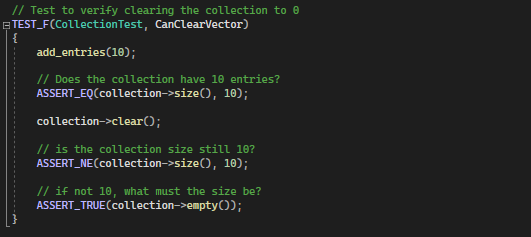 // Test to verify clearing the collection to 0
TEST_F(CollectionTest, CanClearVector)
{
    add_entries(10);
    // Does the collection have 10 entries?
    ASSERT_EQ(collection->size(), 10);
    collection->clear();
    // is the collection size still 10?
    ASSERT_NE(collection->size(), 10);
    // if not 10, what must the size be?
    ASSERT_TRUE(collection->empty());
}